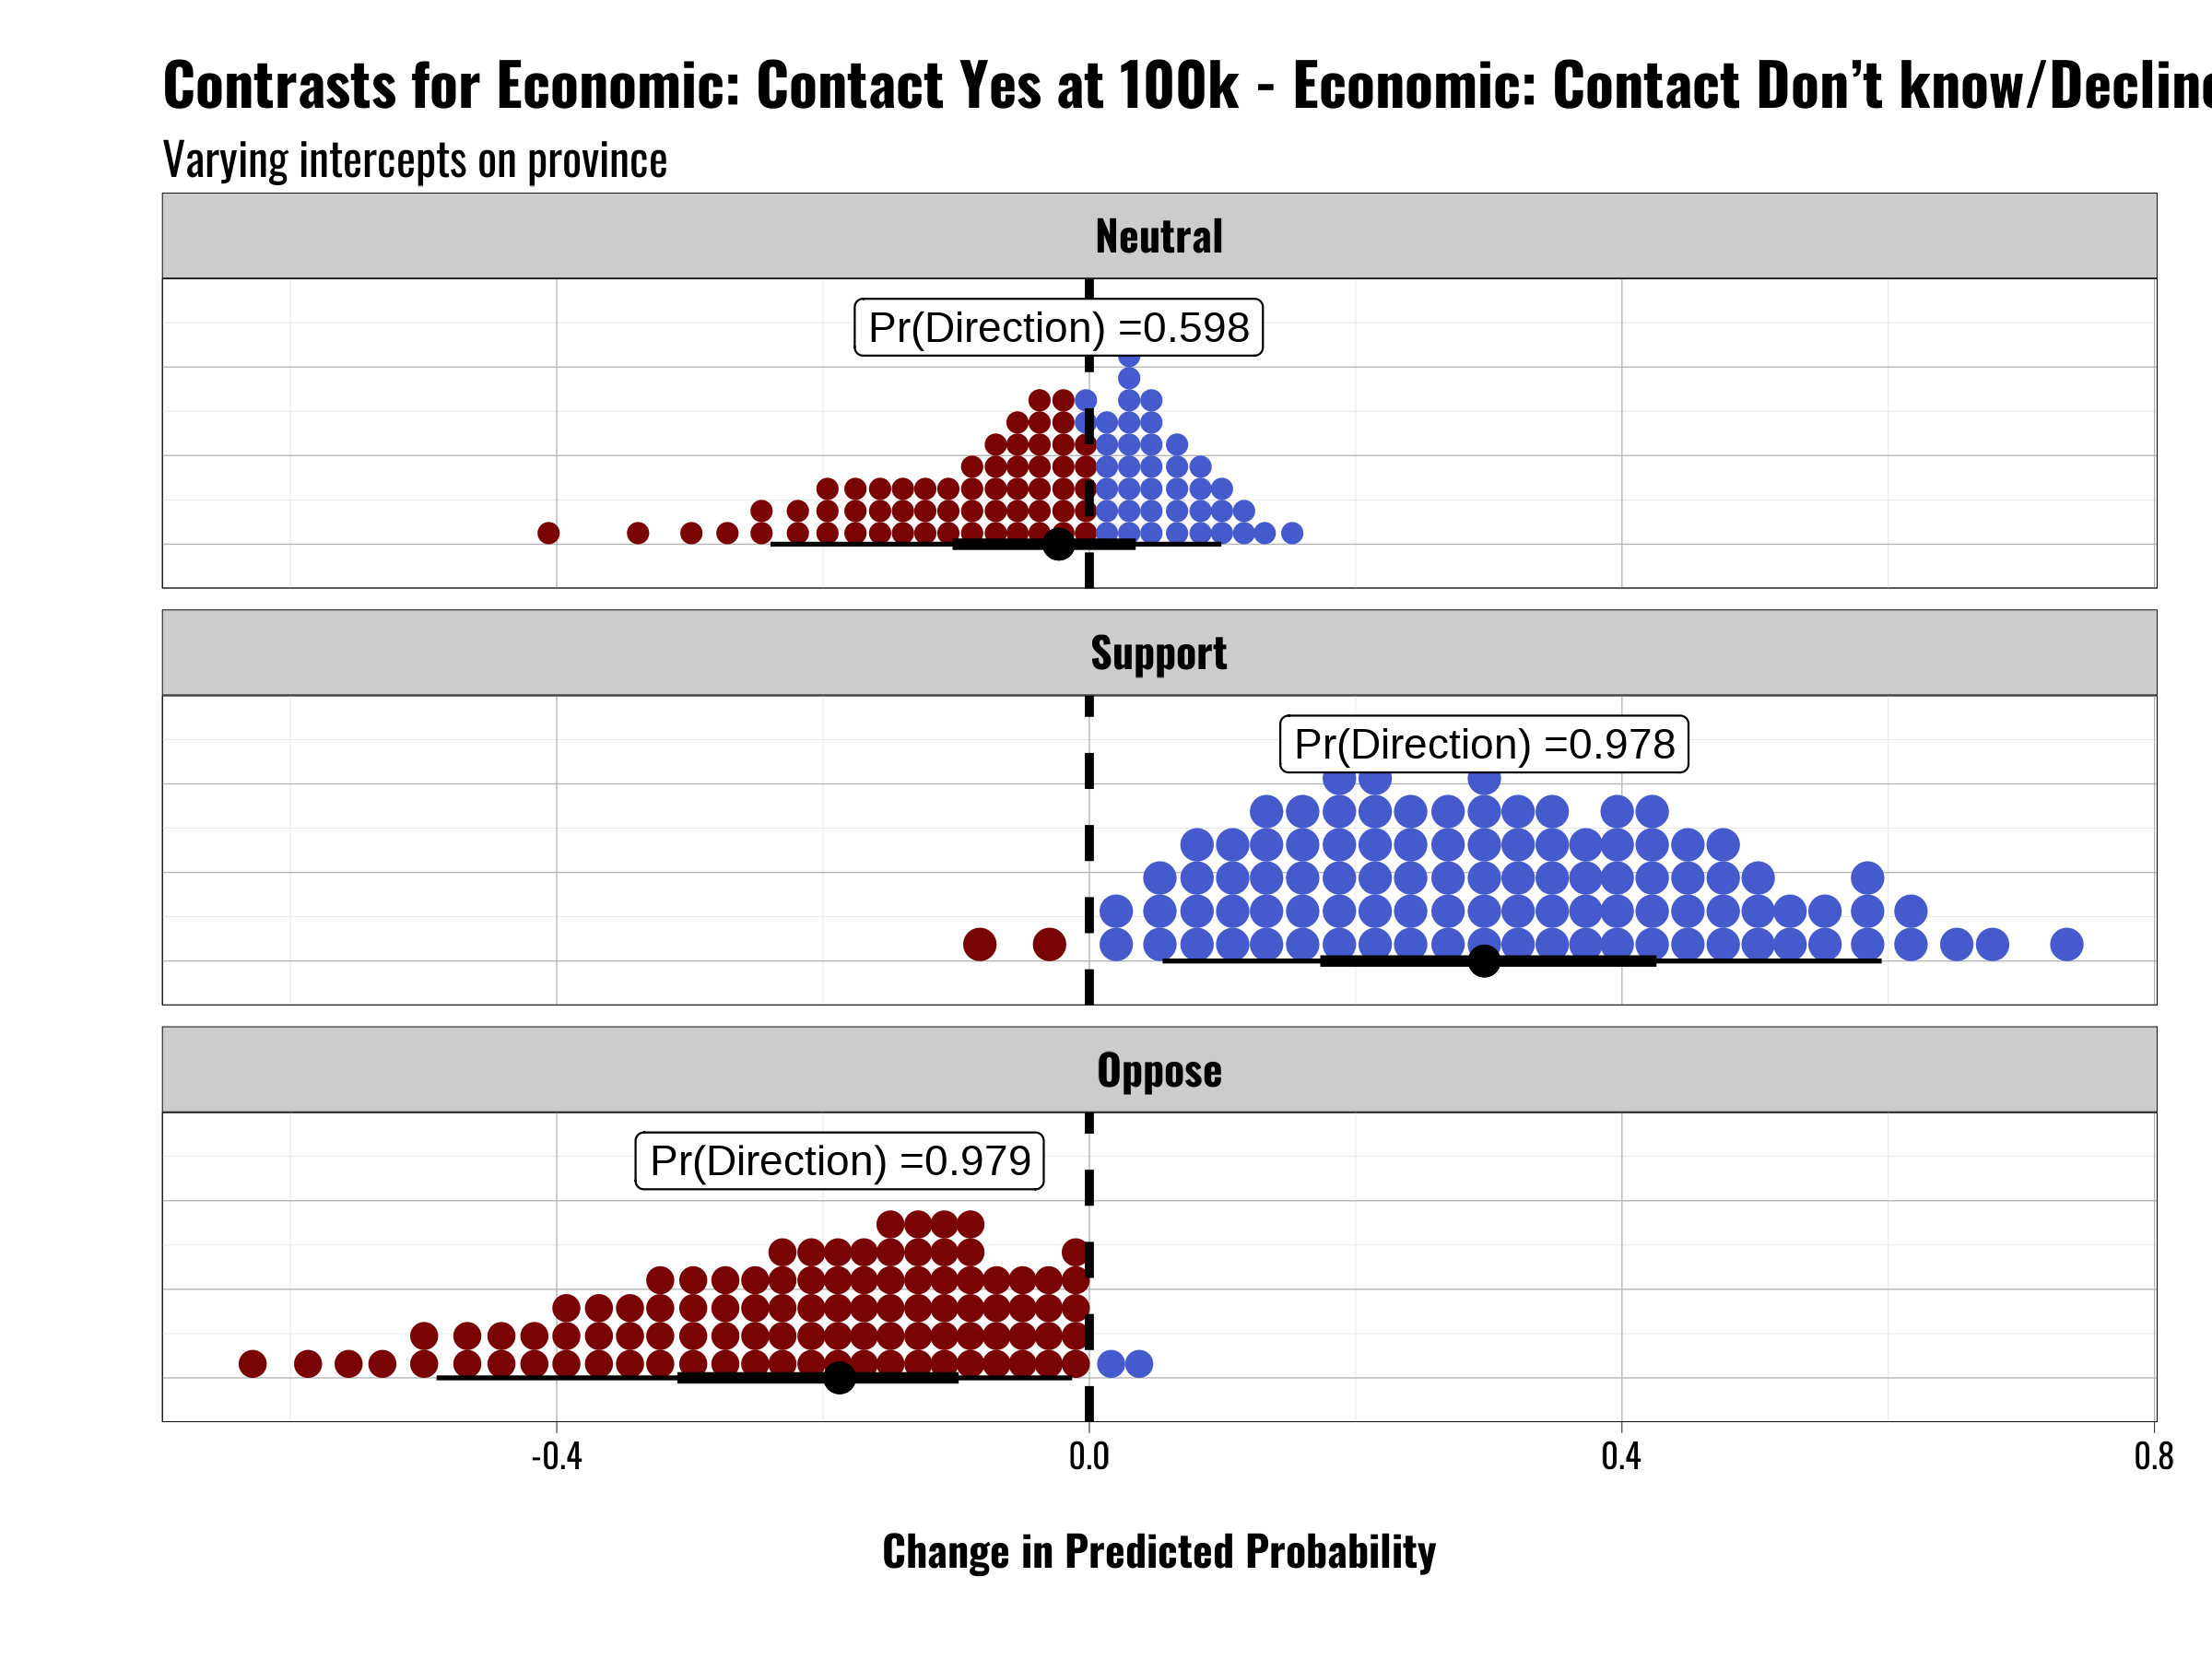 Contrasts for Economic: Contact Yes at 100k - Economic: Contact Don’t know/Decline
Varying intercepts on province
Neutral
Pr(Direction) =0.598
Support
Pr(Direction) =0.978
Oppose
Pr(Direction) =0.979
-0.4 0.0 0.4 0.8
Change in Predicted Probability